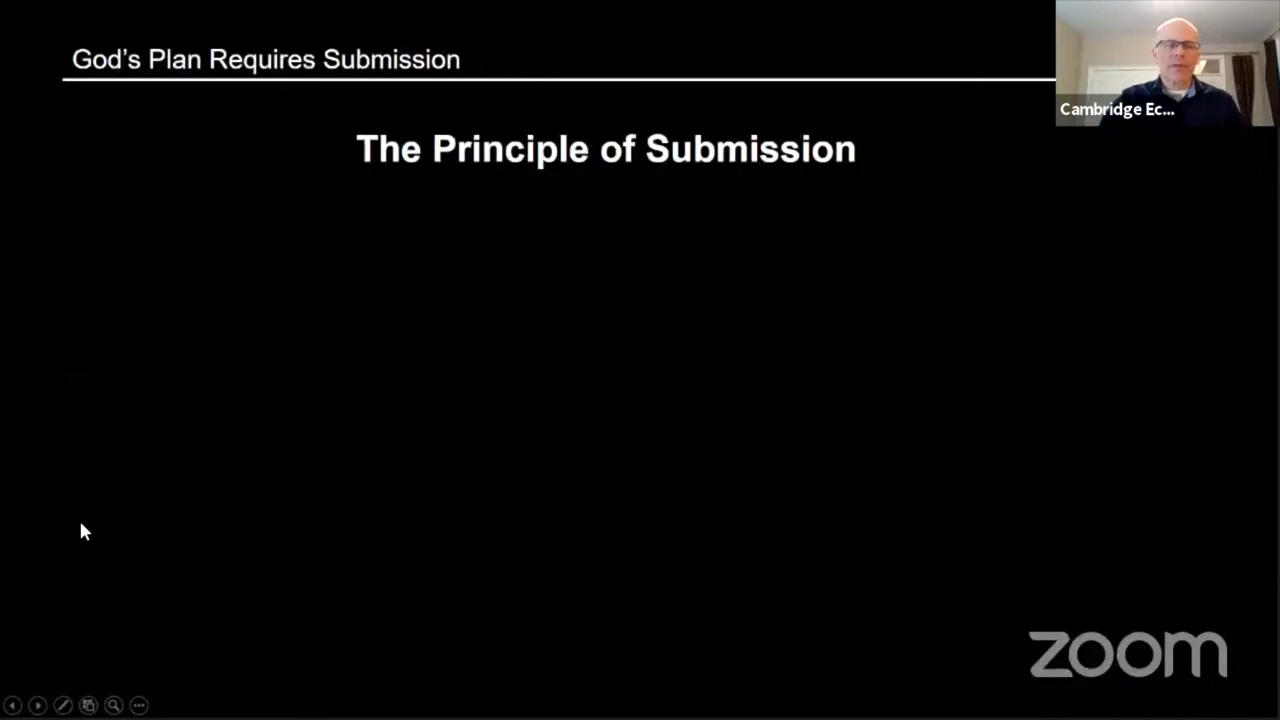 God's Plan Requires Submission
The Principle of Submission
Cambridge Ec...
zoom